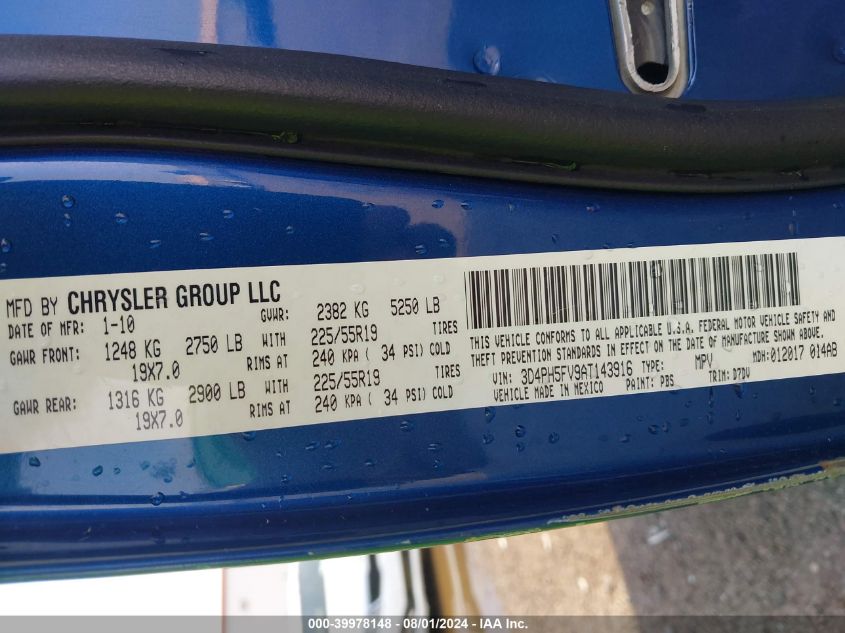 MFD BY CHRYSLER GROUP LLC
DATE OF MFR: 1-10 GVWR: 2382 KG 5250 LB
GAWR FRONT: 1248 KG 2750 LB WITH 225/55R19 TIRES
19X7.0 RIMS AT 240 KPA ( 34 PSI) COLD
GAWR REAR: 1316 KG 2900 LB WITH 225/55R19 TIRES
19X7.0 RIMS AT 240 KPA ( 34 PSI) COLD
THIS VEHICLE CONFORMS TO ALL APPLICABLE U.S.A. FEDERAL MOTOR VEHICLE SAFETY AND
THEFT PREVENTION STANDARDS IN EFFECT ON THE DATE OF MANUFACTURE SHOWN ABOVE.
VIN: 3D4PH5FV9AT143916 TYPE: MPV MDH: 012017 014AB
VEHICLE MADE IN MEXICO PAINT: PBS TRIM: D7DV
000-39978148 - 08/01/2024 - IAA Inc.